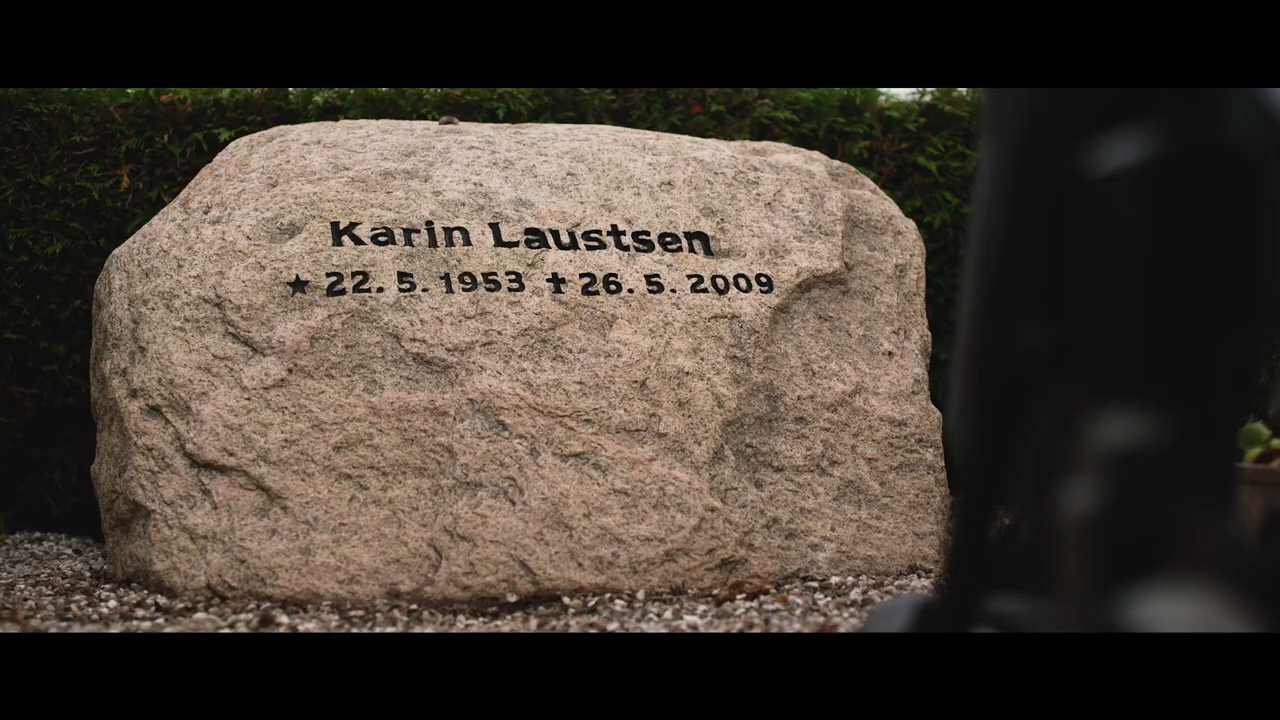 Karin Laustsen
★ 22. 5. 1953 ✝ 26. 5. 2009